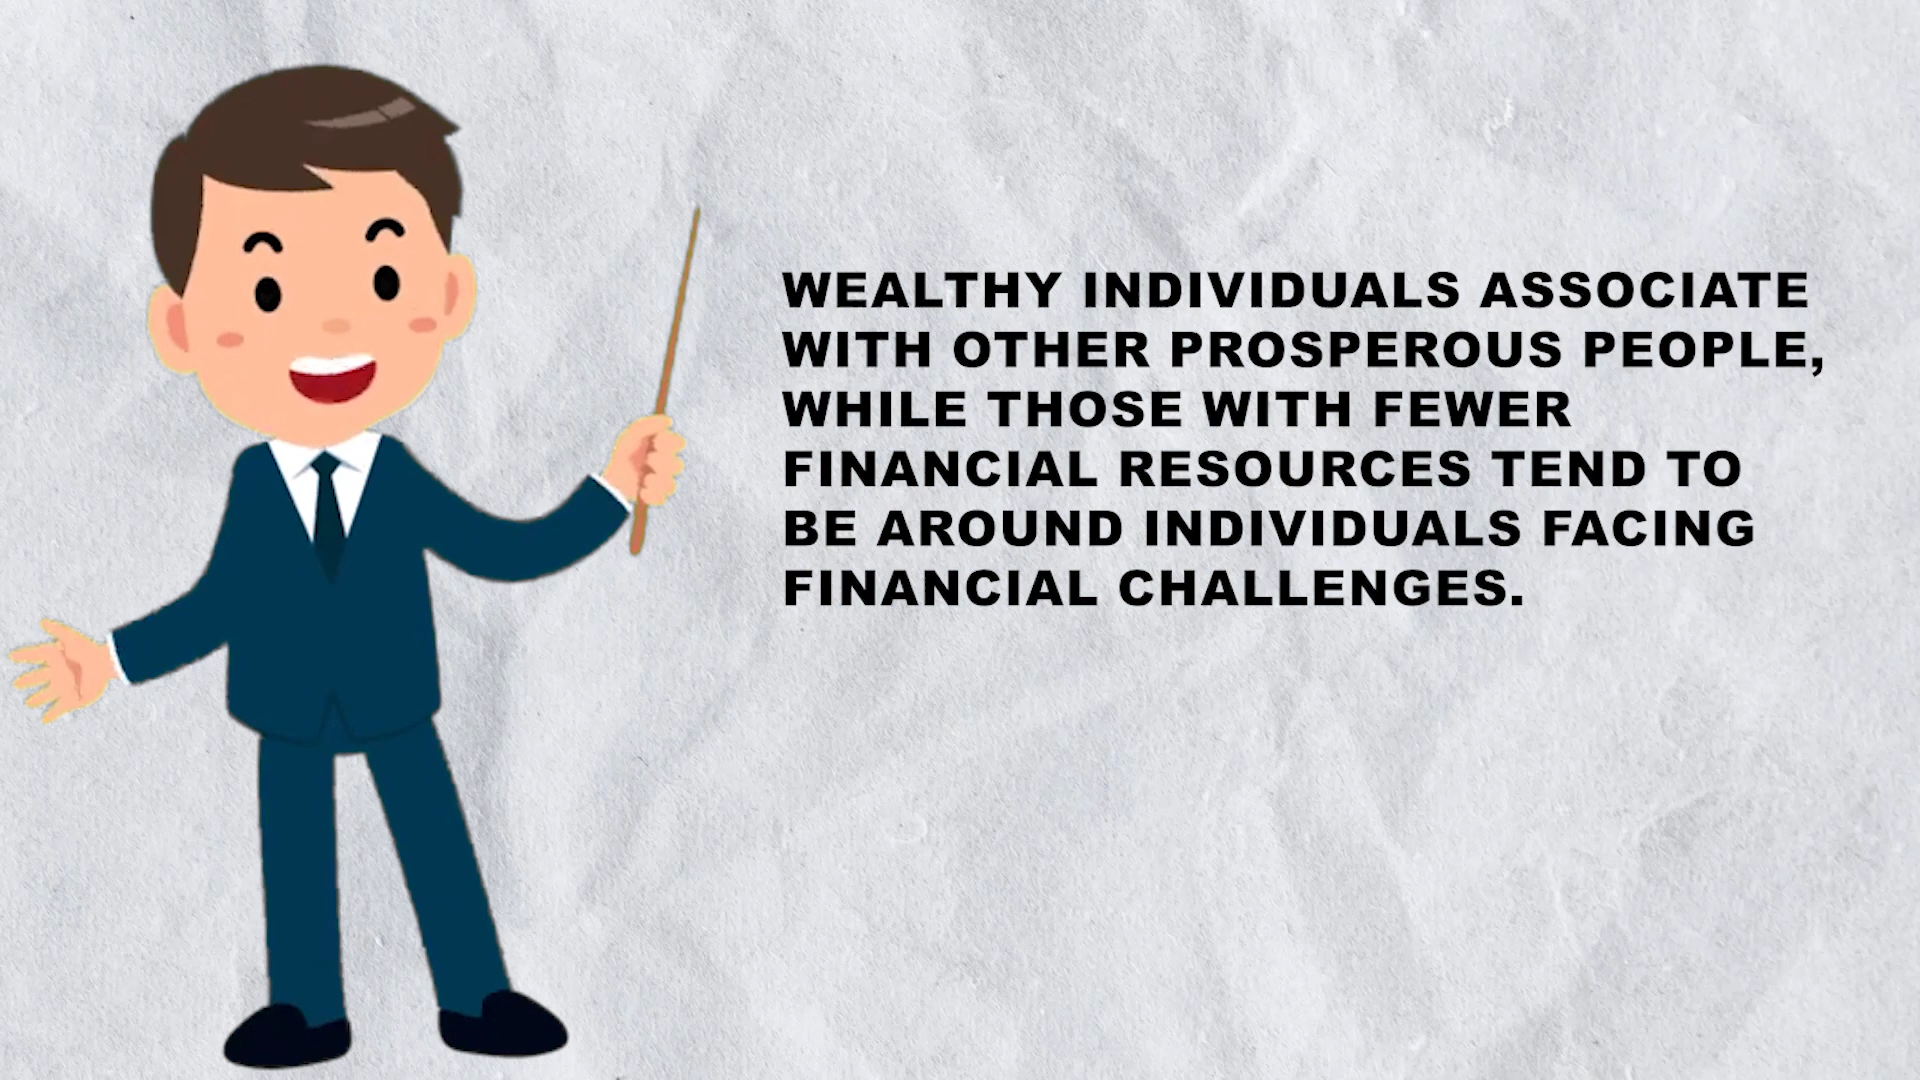 WEALTHY INDIVIDUALS ASSOCIATE
WITH OTHER PROSPEROUS PEOPLE,
WHILE THOSE WITH FEWER
FINANCIAL RESOURCES TEND TO
BE AROUND INDIVIDUALS FACING
FINANCIAL CHALLENGES.